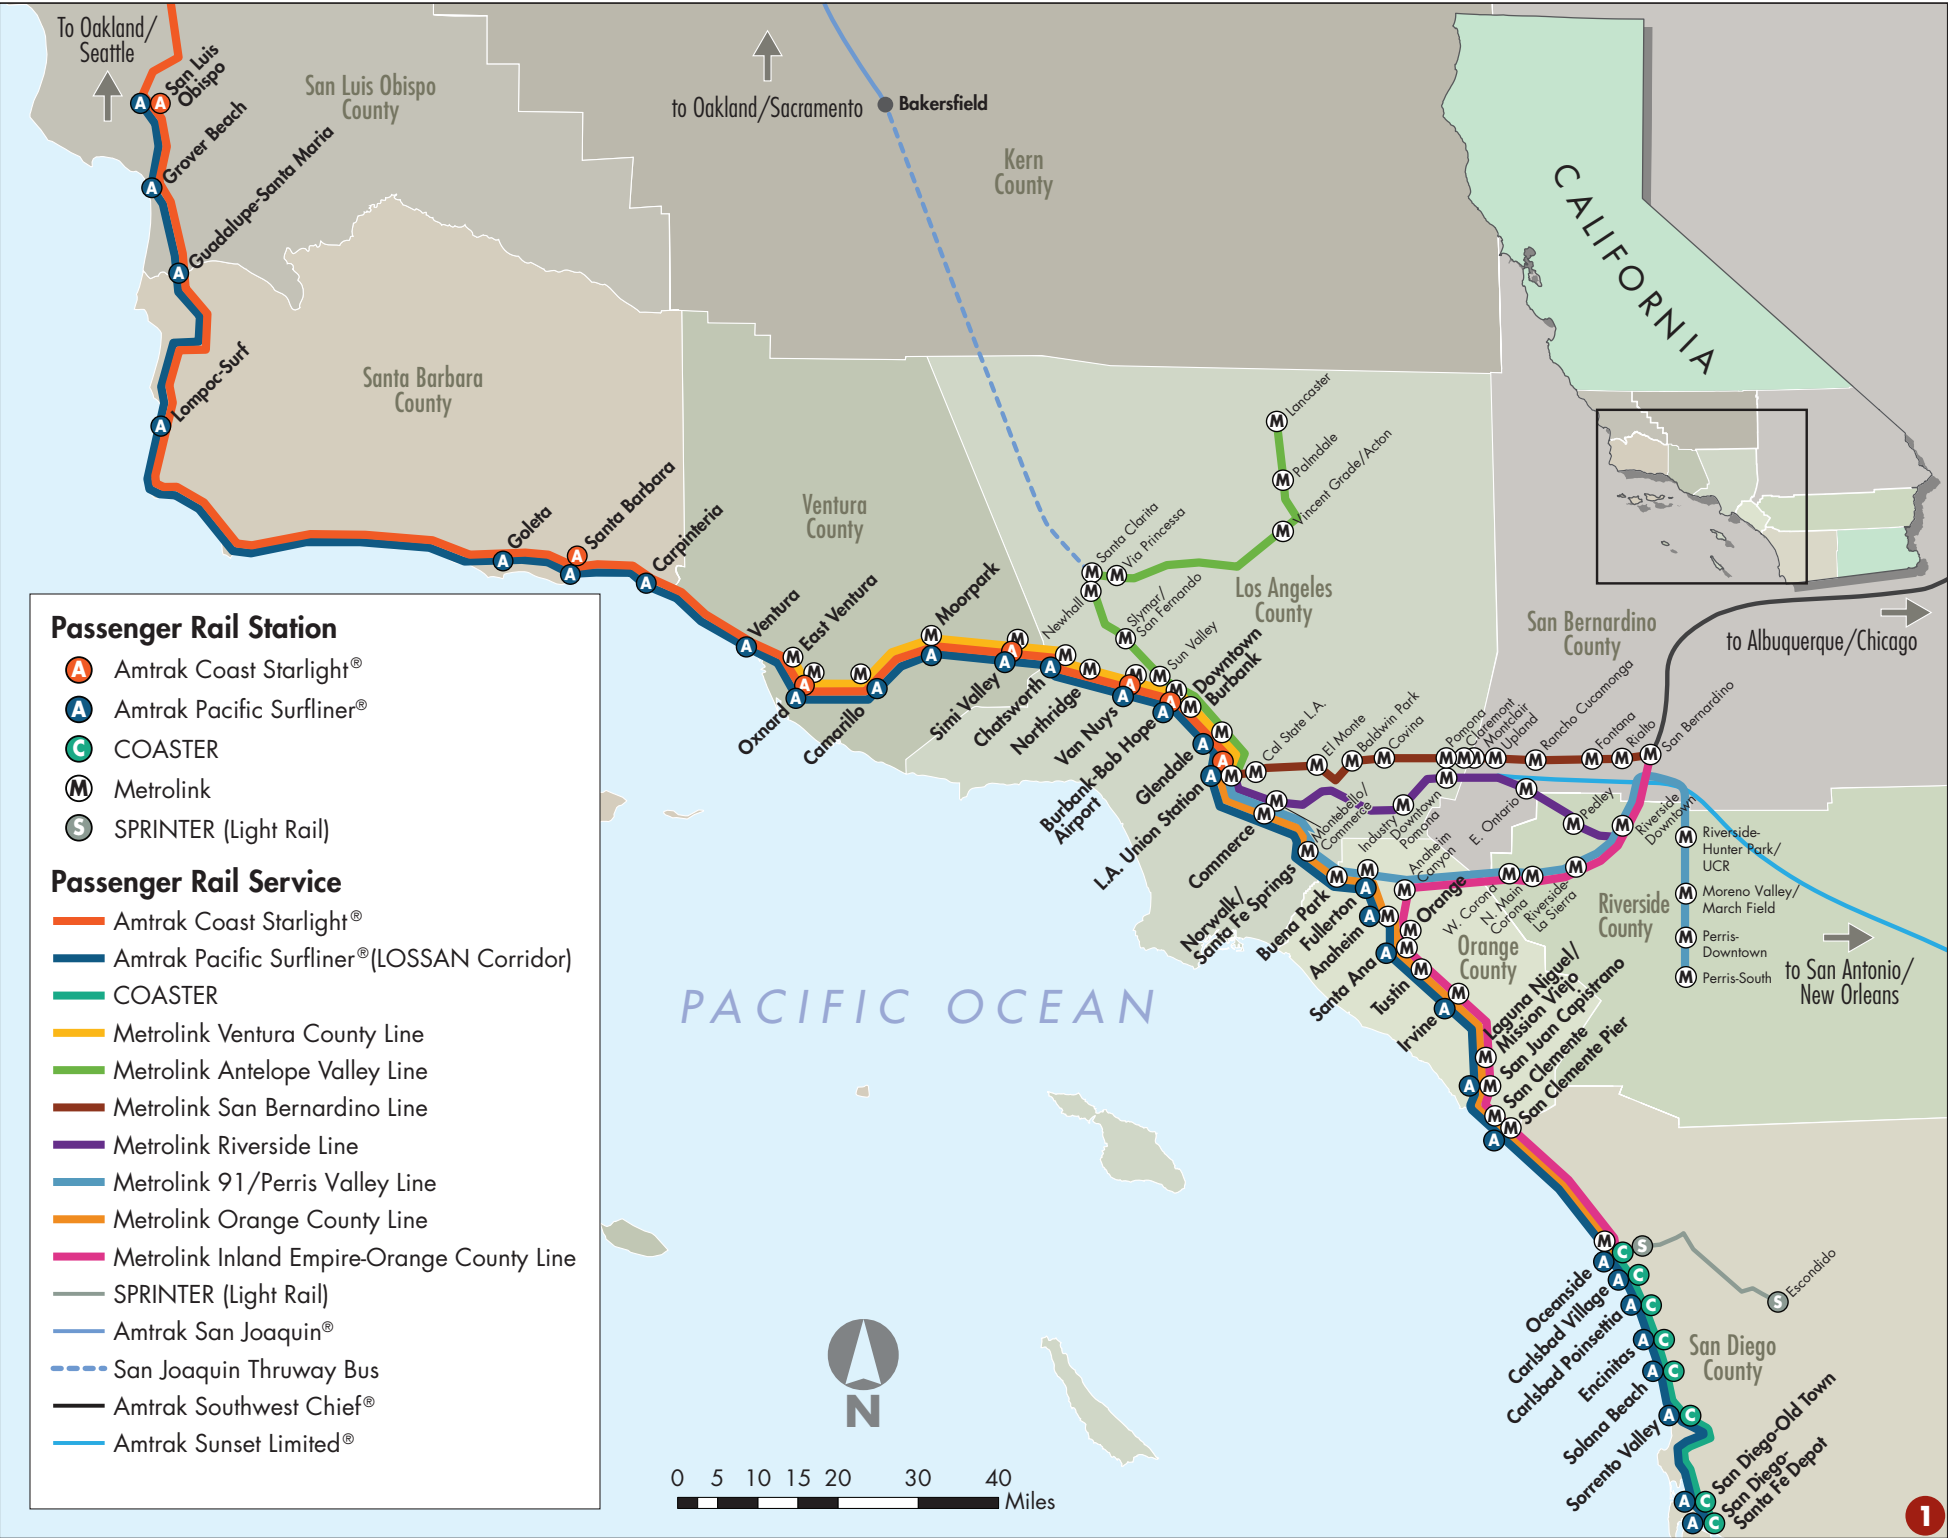 To Oakland/
Seattle
San Luis
Obispo
San Luis Obispo
County
Grover Beach
Guadalupe-Santa Maria
to Oakland/Sacramento
Bakersfield
Kern
County
CALIFORNIA
Lompoc-Surf
Santa Barbara
County
Goleta
Santa Barbara
Carpinteria
Ventura
County
Ventura
East Ventura
Oxnard
Camarillo
Moorpark
Simi Valley
Chatsworth
Northridge
Van Nuys
Burbank-Bob Hope
Airport
Glendale
L.A. Union Station
Lancaster
Palmdale
Vincent Grade/Acton
Santa Clarita
Via Princessa
Newhall
Slymar/
San Fernando
Sun Valley
Downtown
Burbank
Los Angeles
County
San Bernardino
County
to Albuquerque/Chicago
Cal State L.A.
El Monte
Baldwin Park
Covina
Pomona
Claremont
Montclair
Upland
Rancho Cucamonga
Fontana
Rialto
San Bernardino
Commerce
Montebello/
Commerce
Industry
Downtown
Pomona
E. Ontario
Pedley
Riverside
Downtown
Riverside-
Hunter Park/
UCR
Moreno Valley/
March Field
Perris-
Downtown
Perris-South
Riverside
County
to San Antonio/
New Orleans
Norwalk/
Santa Fe Springs
Buena Park
Fullerton
Anaheim
Santa Ana
Tustin
Irvine
Anaheim
Canyon
Orange
W. Corona
N. Main
Corona
Riverside-
La Sierra
Orange
County
Laguna Niguel/
Mission Viejo
San Juan Capistrano
San Clemente
San Clemente Pier
Oceanside
Carlsbad Village
Carlsbad Poinsettia
Encinitas
Solana Beach
Sorrento Valley
San Diego-Old Town
San Diego-
Santa Fe Depot
Escondido
San Diego
County
PACIFIC OCEAN
Passenger Rail Station
A Amtrak Coast Starlight®
A Amtrak Pacific Surfliner®
C COASTER
M Metrolink
S SPRINTER (Light Rail)
Passenger Rail Service
Amtrak Coast Starlight®
Amtrak Pacific Surfliner®(LOSSAN Corridor)
COASTER
Metrolink Ventura County Line
Metrolink Antelope Valley Line
Metrolink San Bernardino Line
Metrolink Riverside Line
Metrolink 91/Perris Valley Line
Metrolink Orange County Line
Metrolink Inland Empire-Orange County Line
SPRINTER (Light Rail)
Amtrak San Joaquin®
San Joaquin Thruway Bus
Amtrak Southwest Chief®
Amtrak Sunset Limited®
N
0 5 10 15 20 30 40
Miles
1